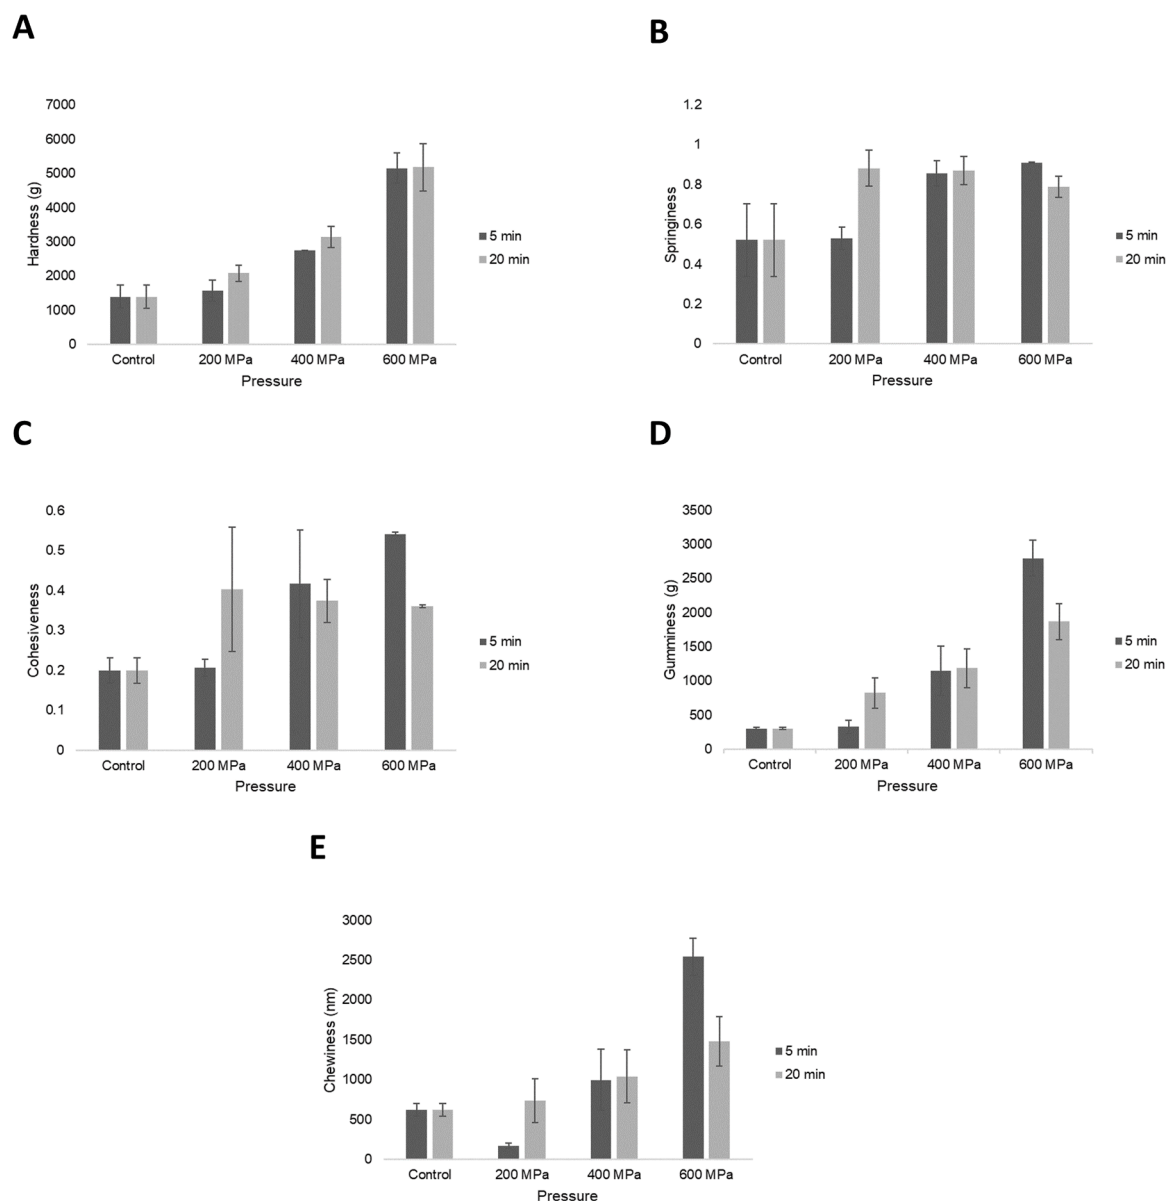 A
7000
6000
5000
4000
3000
2000
1000
0
Hardness (g)
Control 200 MPa 400 MPa 600 MPa
Pressure
5 min
20 min
B
1.2
1
0.8
0.6
0.4
0.2
0
Springiness
Control 200 MPa 400 MPa 600 MPa
Pressure
5 min
20 min
C
0.6
0.5
0.4
0.3
0.2
0.1
0
Cohesiveness
Control 200 MPa 400 MPa 600 MPa
Pressure
5 min
20 min
D
3500
3000
2500
2000
1500
1000
500
0
Gumminess (g)
Control 200 MPa 400 MPa 600 MPa
Pressure
5 min
20 min
E
3000
2500
2000
1500
1000
500
0
Chewiness (nm)
Control 200 MPa 400 MPa 600 MPa
Pressure
5 min
20 min